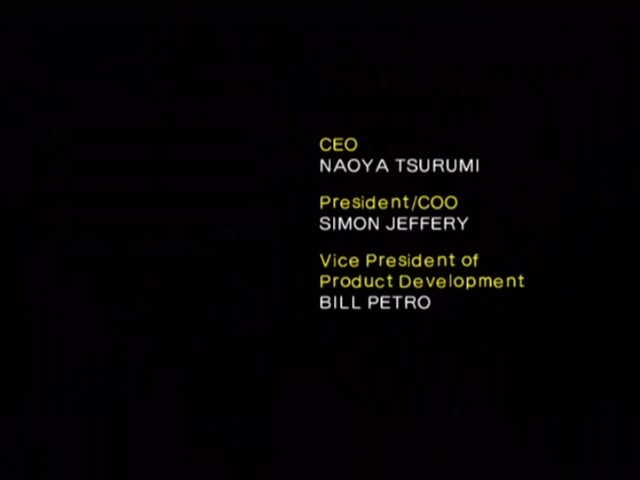 CEO
NAOYA TSURUMI
President/COO
SIMON JEFFERY
Vice President of
Product Development
BILL PETRO